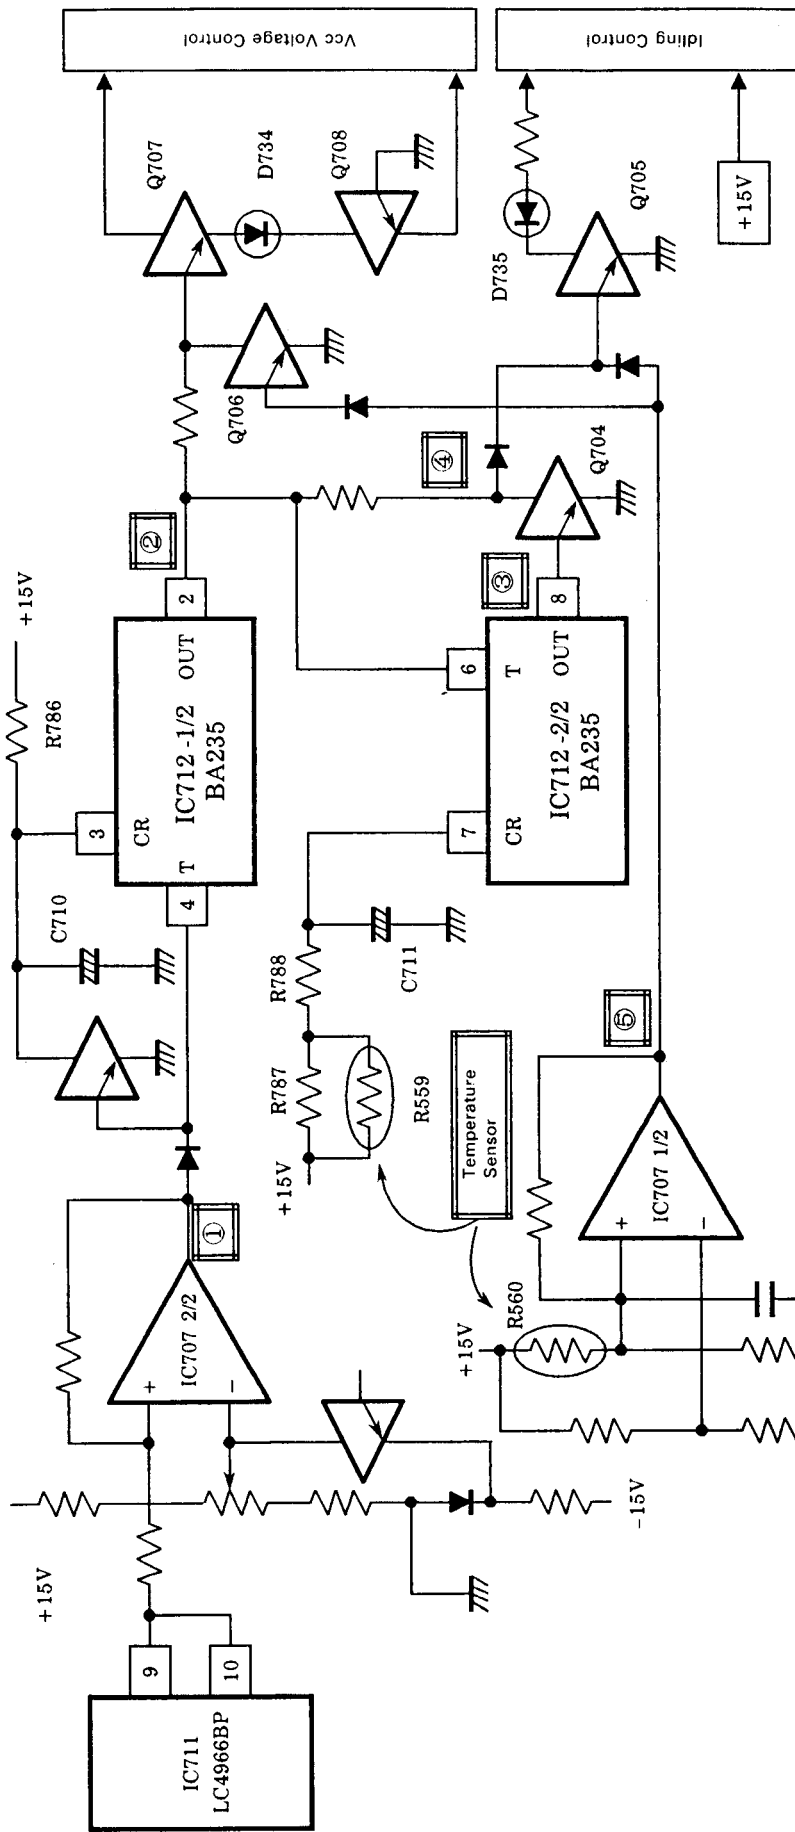 IC711
LC4966BP
9
10
+15V
+
−
IC707 2/2
①
-15V
C710
R786
+15V
3
CR
4
T
IC712-1/2
BA235
OUT
2
②
Q706
Q707
D734
Q708
Vcc Voltage Control
+15V
R787
R788
R559
C711
Temperature
Sensor
7
CR
6
T
IC712-2/2
BA235
OUT
8
③
④
Q704
D735
Q705
Idling Control
+15V
+15V
R560
+
−
IC707 1/2
⑤